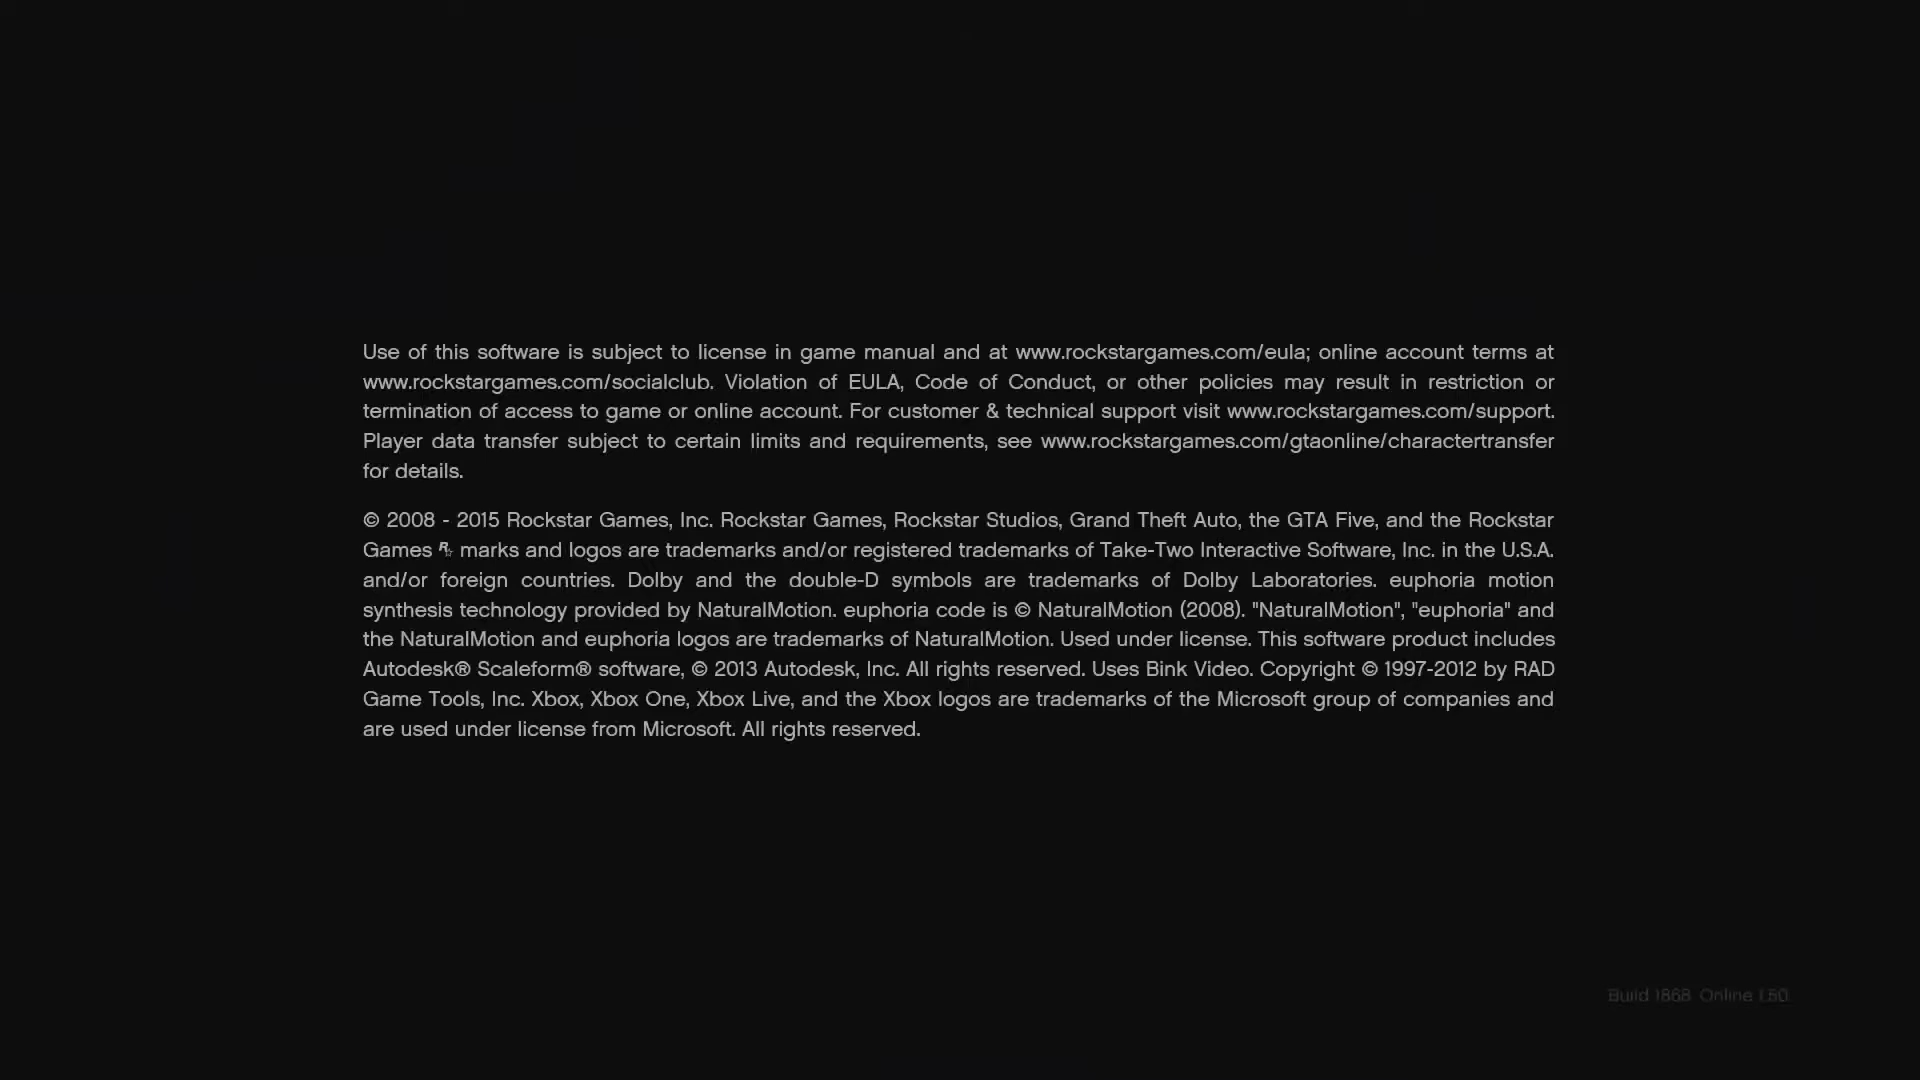 Use of this software is subject to license in game manual and at www.rockstargames.com/eula; online account terms at
www.rockstargames.com/socialclub. Violation of EULA, Code of Conduct, or other policies may result in restriction or
termination of access to game or online account. For customer & technical support visit www.rockstargames.com/support.
Player data transfer subject to certain limits and requirements, see www.rockstargames.com/gtaonline/charactertransfer
for details.
© 2008 - 2015 Rockstar Games, Inc. Rockstar Games, Rockstar Studios, Grand Theft Auto, the GTA Five, and the Rockstar
Games R* marks and logos are trademarks and/or registered trademarks of Take-Two Interactive Software, Inc. in the U.S.A.
and/or foreign countries. Dolby and the double-D symbols are trademarks of Dolby Laboratories. euphoria motion
synthesis technology provided by NaturalMotion. euphoria code is © NaturalMotion (2008). "NaturalMotion", "euphoria" and
the NaturalMotion and euphoria logos are trademarks of NaturalMotion. Used under license. This software product includes
Autodesk® Scaleform® software, © 2013 Autodesk, Inc. All rights reserved. Uses Bink Video. Copyright © 1997-2012 by RAD
Game Tools, Inc. Xbox, Xbox One, Xbox Live, and the Xbox logos are trademarks of the Microsoft group of companies and
are used under license from Microsoft. All rights reserved.
Build 1868, Online 1.50